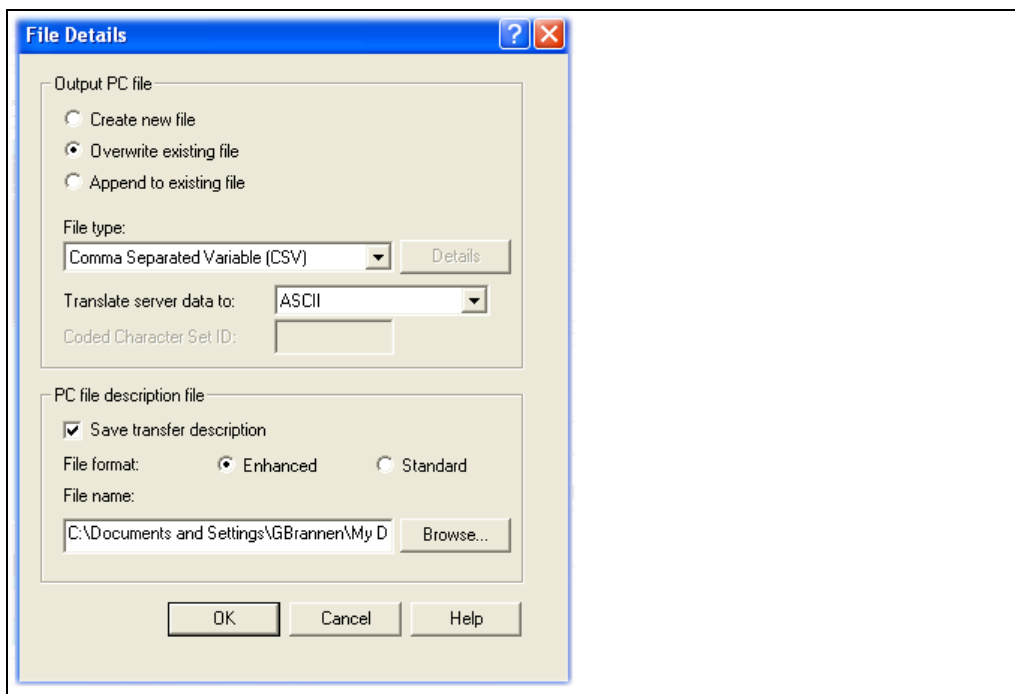 File Details
Output PC file
Create new file
Overwrite existing file
Append to existing file
File type:
Comma Separated Variable (CSV) Details
Translate server data to: ASCII
Coded Character Set ID:
PC file description file
Save transfer description
File format: Enhanced Standard
File name:
C:\Documents and Settings\GBrannen\My D Browse...
OK Cancel Help